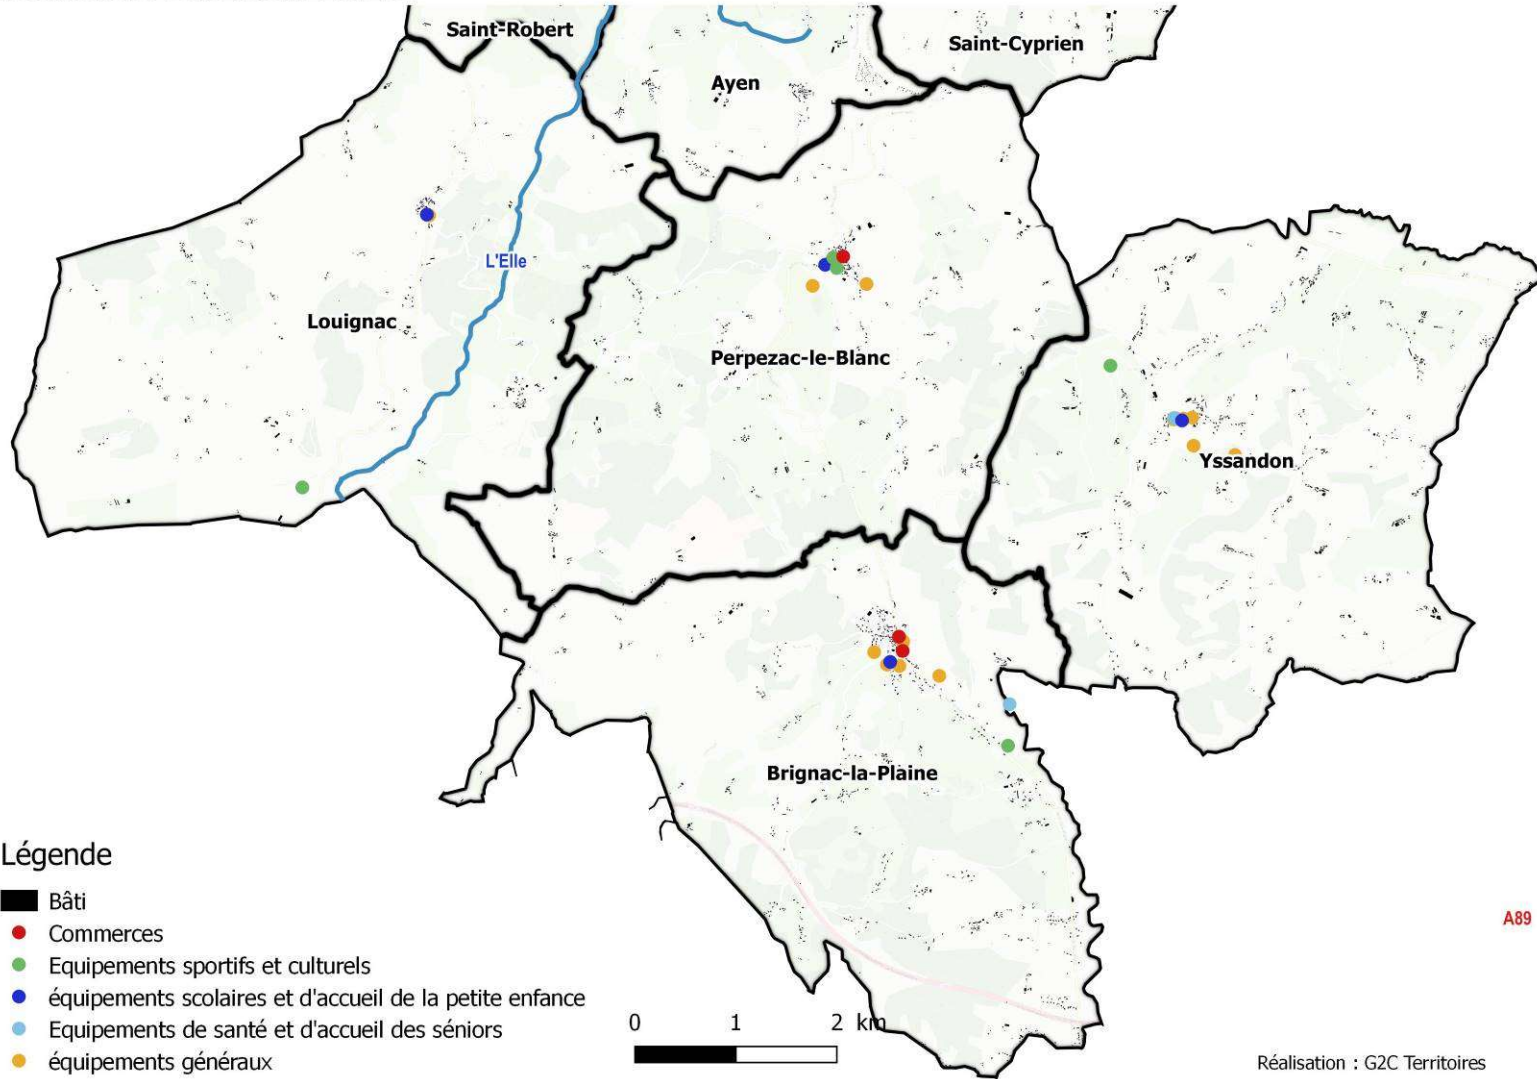 Saint-Robert
Saint-Cyprien
Ayen
L'Elle
Louignac
Perpezac-le-Blanc
Yssandon
Brignac-la-Plaine
Légende
Bâti
Commerces
Equipements sportifs et culturels
équipements scolaires et d'accueil de la petite enfance
Equipements de santé et d'accueil des séniors
équipements généraux
0 1 2 km
A89
Réalisation : G2C Territoires